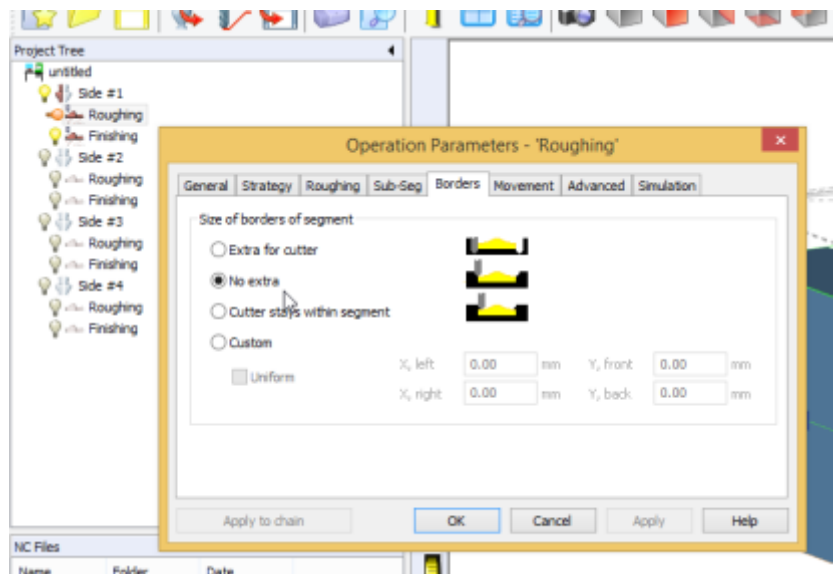 Project Tree
untitled
Side #1
Roughing
Finishing
Side #2
Roughing
Finishing
Side #3
Roughing
Finishing
Side #4
Roughing
Finishing
Operation Parameters - 'Roughing'
General Strategy Roughing Sub-Seg Borders Movement Advanced Simulation
Size of borders of segment
Extra for cutter
No extra
Cutter stays within segment
Custom
Uniform
X, left 0.00 mm Y, front 0.00 mm
X, right 0.00 mm Y, back 0.00 mm
Apply to chain OK Cancel Apply Help
NC Files
Name Folder Date